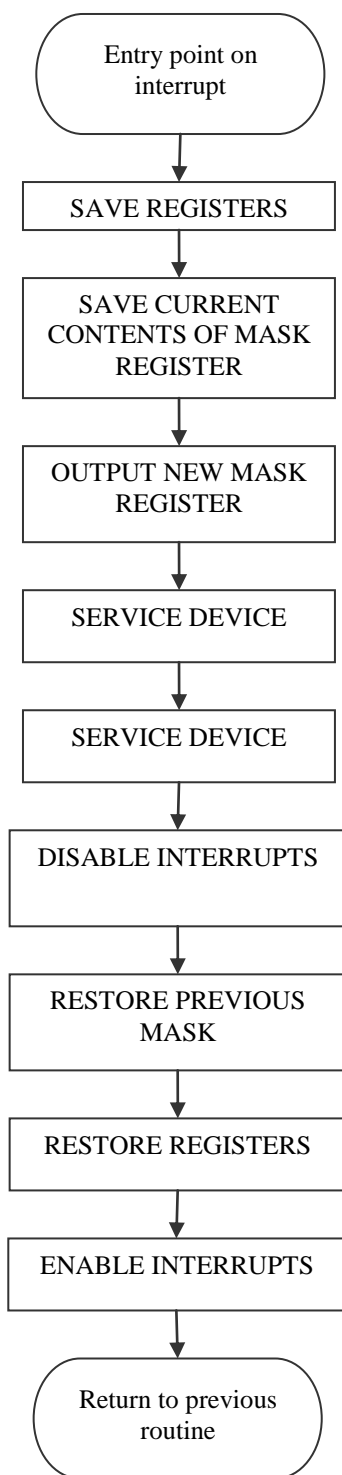 Entry point on
interrupt
SAVE REGISTERS
SAVE CURRENT
CONTENTS OF MASK
REGISTER
OUTPUT NEW MASK
REGISTER
SERVICE DEVICE
SERVICE DEVICE
DISABLE INTERRUPTS
RESTORE PREVIOUS
MASK
RESTORE REGISTERS
ENABLE INTERRUPTS
Return to previous
routine